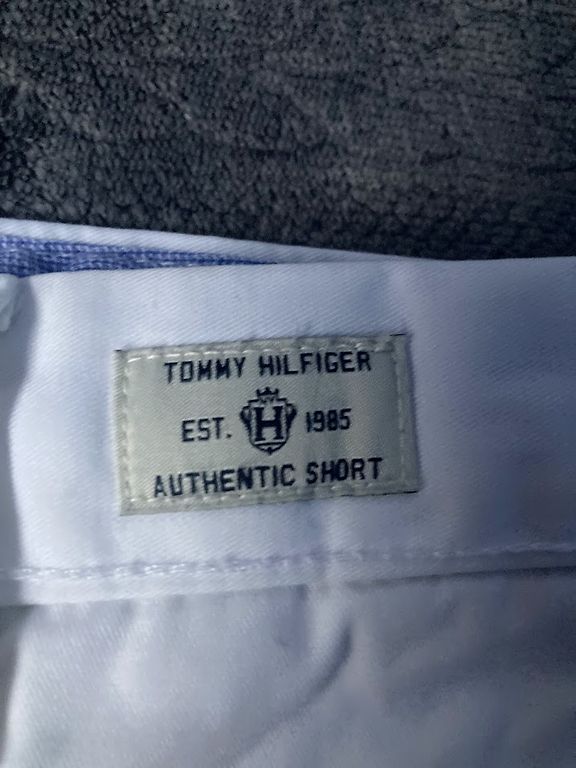 TOMMY HILFIGER
EST. H 1985
AUTHENTIC SHORT